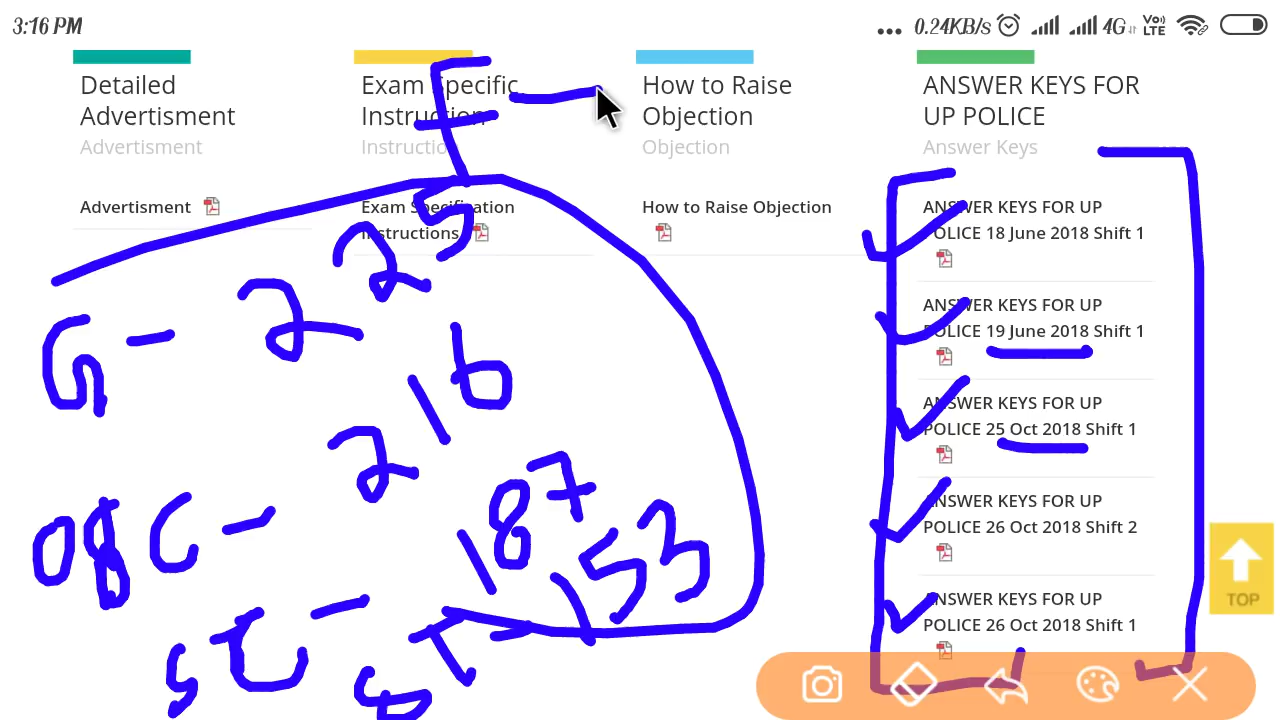 3:16 PM
0.24KB/s 4G VoLTE
Detailed Advertisment
Advertisment
Advertisment
Exam Specific Instruction
Instruction
Exam Specification Instructions
How to Raise Objection
Objection
How to Raise Objection
ANSWER KEYS FOR UP POLICE
Answer Keys
ANSWER KEYS FOR UP
POLICE 18 June 2018 Shift 1
ANSWER KEYS FOR UP
POLICE 19 June 2018 Shift 1
ANSWER KEYS FOR UP
POLICE 25 Oct 2018 Shift 1
ANSWER KEYS FOR UP
POLICE 26 Oct 2018 Shift 2
ANSWER KEYS FOR UP
POLICE 26 Oct 2018 Shift 1
TOP
F -
G - 225
OBC - 216
SC - 187
ST 153